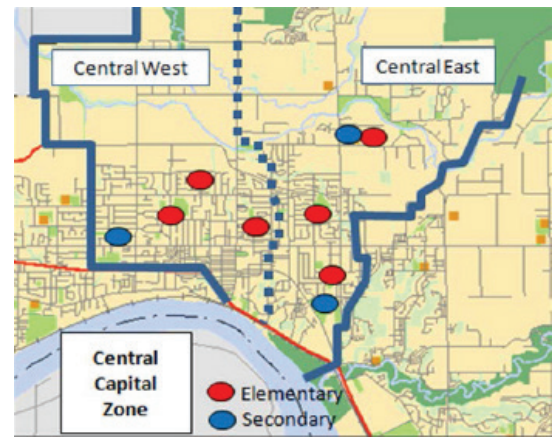 Central West
Central East
Central
Capital
Zone
Elementary
Secondary